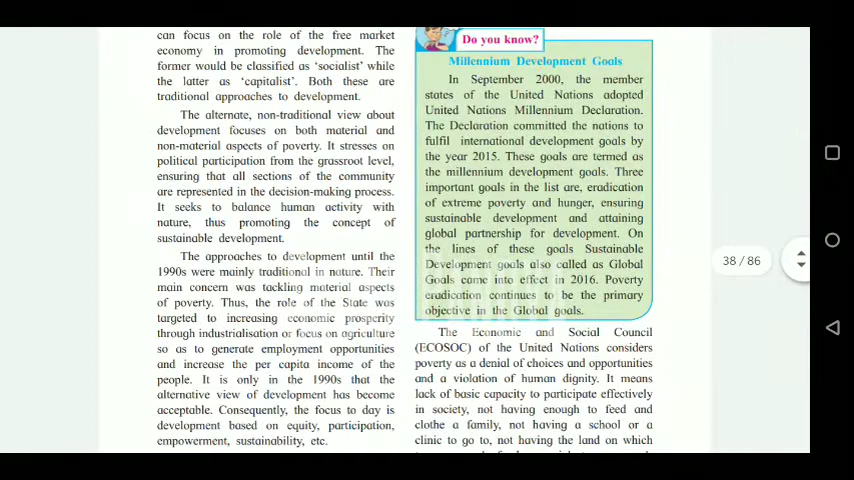 can focus on the role of the free market
economy in promoting development. The
former would be classified as ‘socialist’ while
the latter as ‘capitalist’. Both these are
traditional approaches to development.
The alternate, non-traditional view about
development focuses on both material and
non-material aspects of poverty. It stresses on
political participation from the grassroot level,
ensuring that all sections of the community
are represented in the decision-making process.
It seeks to balance human activity with
nature, thus promoting the concept of
sustainable development.
The approaches to development until the
1990s were mainly traditional in nature. Their
main concern was tackling material aspects
of poverty. Thus, the role of the State was
targeted to increasing economic prosperity
through industrialisation or focus on agriculture
so as to generate employment opportunities
and increase the per capita income of the
people. It is only in the 1990s that the
alternative view of development has become
acceptable. Consequently, the focus to day is
development based on equity, participation,
empowerment, sustainability, etc.
Do you know?
Millennium Development Goals
In September 2000, the member
states of the United Nations adopted
United Nations Millennium Declaration.
The Declaration committed the nations to
fulfil international development goals by
the year 2015. These goals are termed as
the millennium development goals. Three
important goals in the list are, eradication
of extreme poverty and hunger, ensuring
sustainable development and attaining
global partnership for development. On
the lines of these goals Sustainable
Development goals also called as Global
Goals came into effect in 2016. Poverty
eradication continues to be the primary
objective in the Global goals.
The Economic and Social Council
(ECOSOC) of the United Nations considers
poverty as a denial of choices and opportunities
and a violation of human dignity. It means
lack of basic capacity to participate effectively
in society, not having enough to feed and
clothe a family, not having a school or a
clinic to go to, not having the land on which
38 / 86